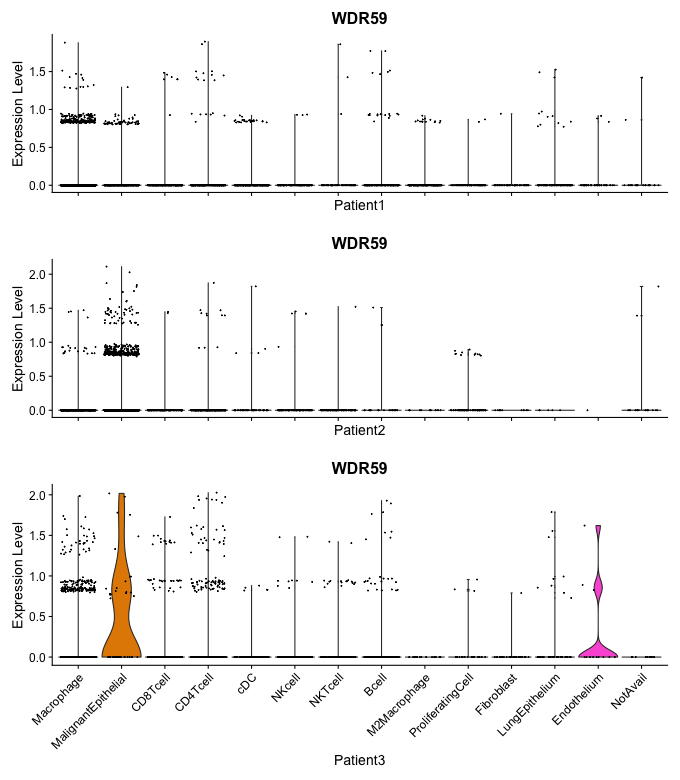 WDR59
Expression Level
1.5
1.0
0.5
0.0
Patient1
WDR59
Expression Level
2.0
1.5
1.0
0.5
0.0
Patient2
WDR59
Expression Level
2.0
1.5
1.0
0.5
0.0
Macrophage
MalignantEpithelial
CD8Tcell
CD4Tcell
cDC
NKcell
NKTcell
Bcell
M2Macrophage
ProliferatingCell
Fibroblast
LungEpithelium
Endothelium
NotAvail
Patient3